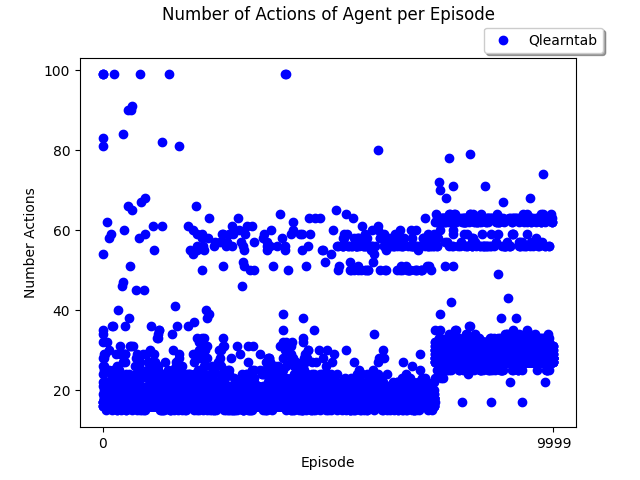 Number of Actions of Agent per Episode
Qlearntab
100
80
60
40
20
Number Actions
0
9999
Episode